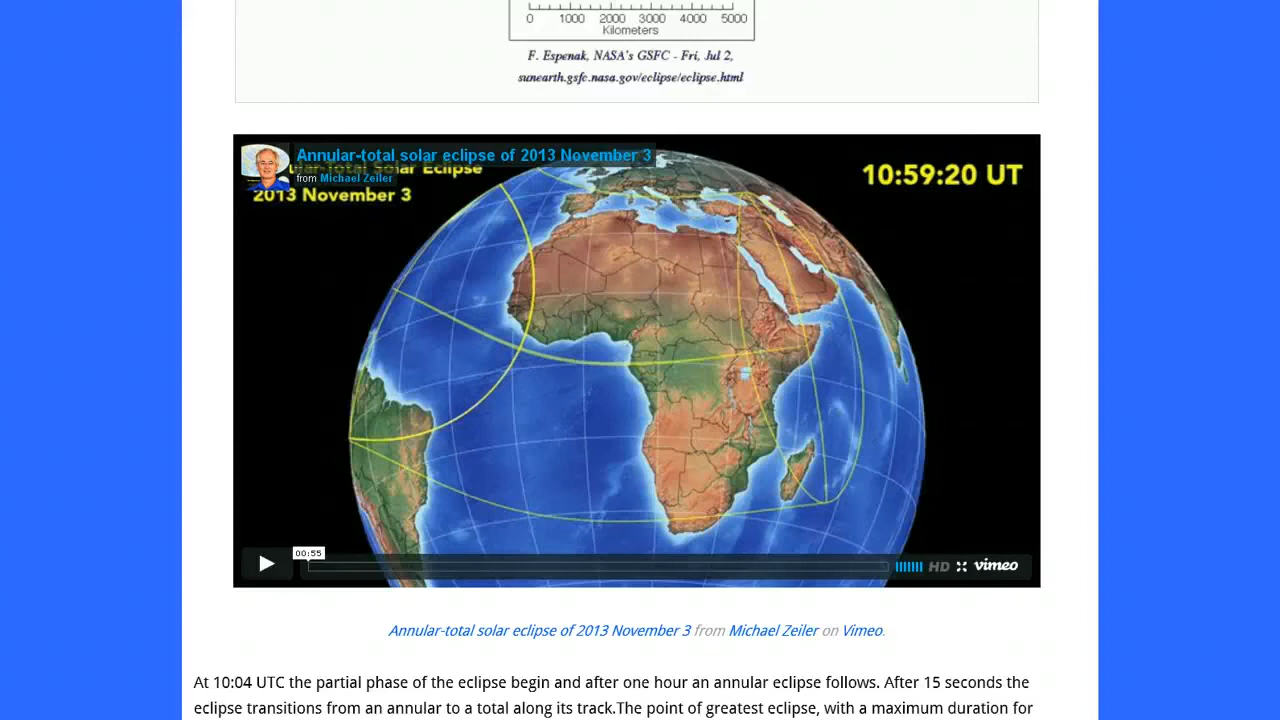 0 1000 2000 3000 4000 5000
Kilometers
F. Espenak, NASA's GSFC - Fri, Jul 2,
sunearth.gsfc.nasa.gov/eclipse/eclipse.html
Annular-total solar eclipse of 2013 November 3
-Total Solar Eclipse
from Michael Zeiler
2013 November 3
10:59:20 UT
00:55
HD
vimeo
Annular-total solar eclipse of 2013 November 3 from Michael Zeiler on Vimeo.
At 10:04 UTC the partial phase of the eclipse begin and after one hour an annular eclipse follows. After 15 seconds the
eclipse transitions from an annular to a total along its track.The point of greatest eclipse, with a maximum duration for